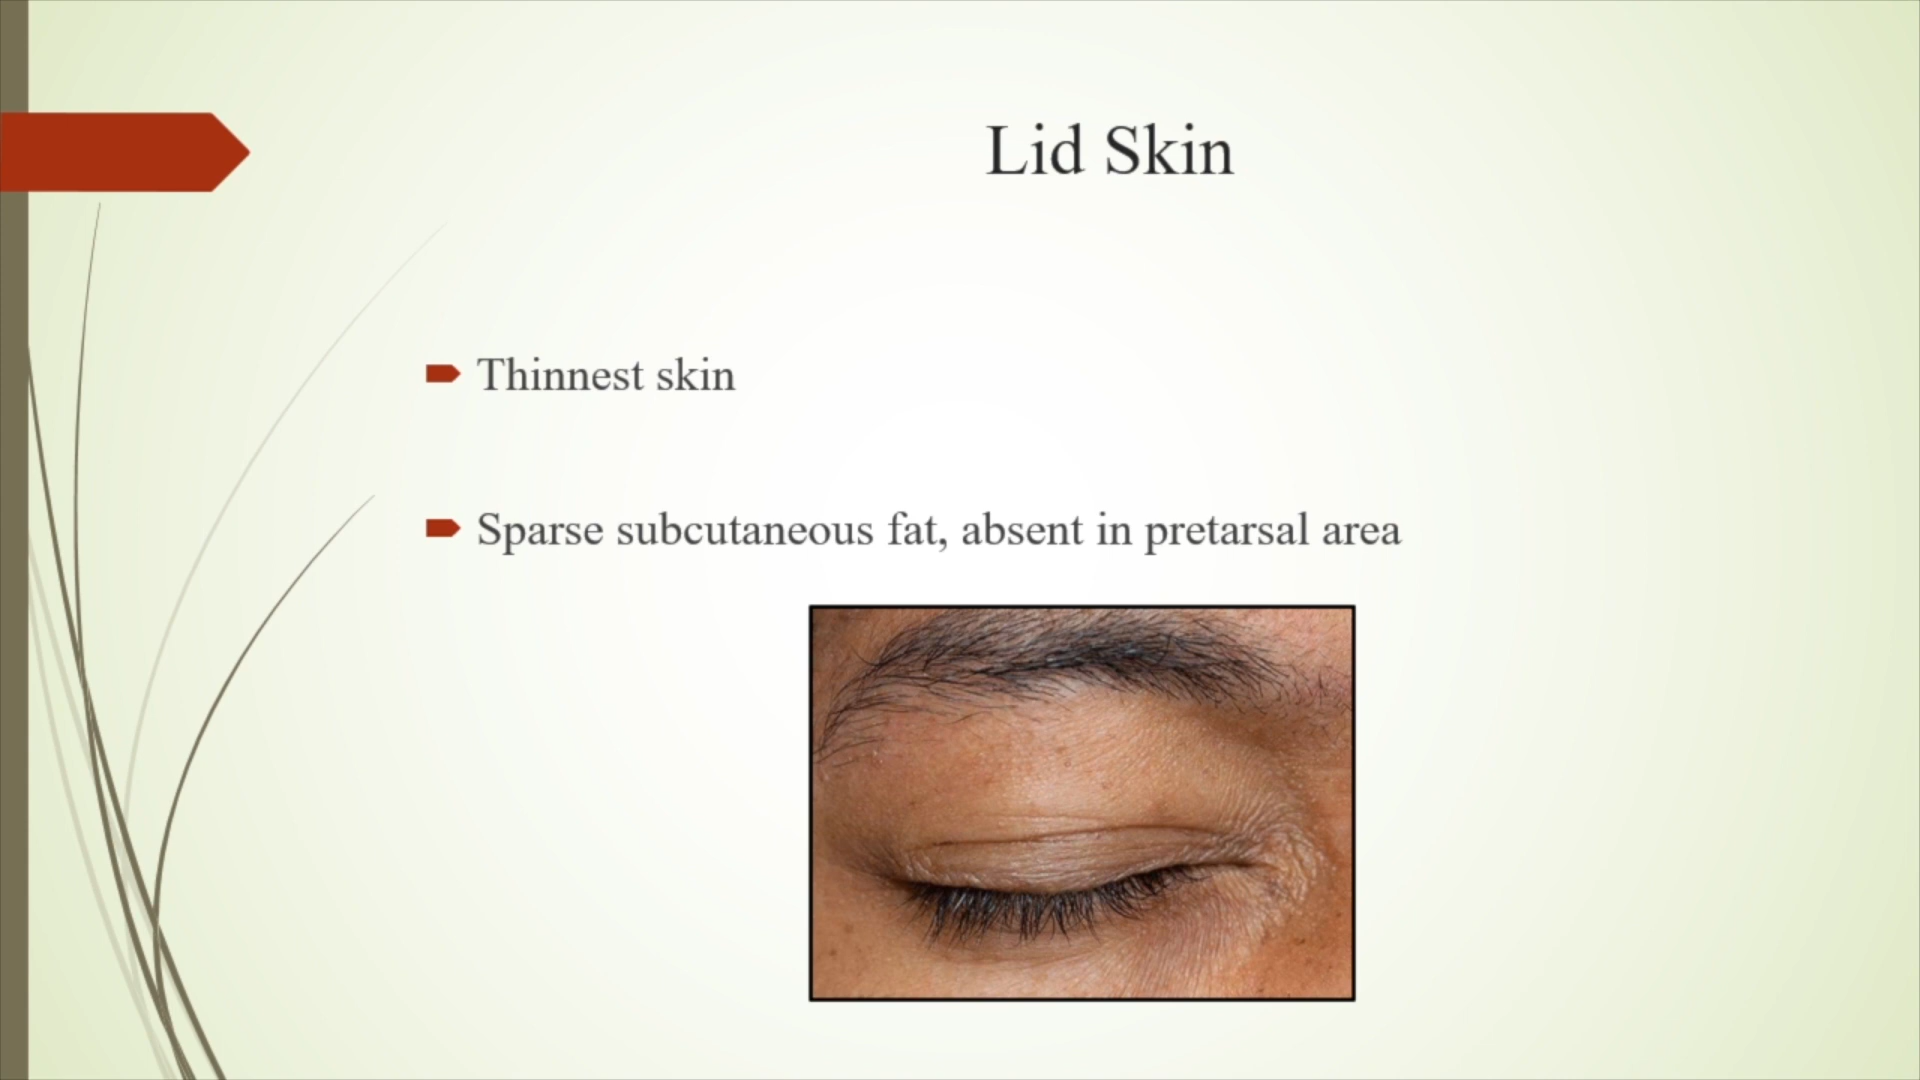 Lid Skin
Thinnest skin
Sparse subcutaneous fat, absent in pretarsal area